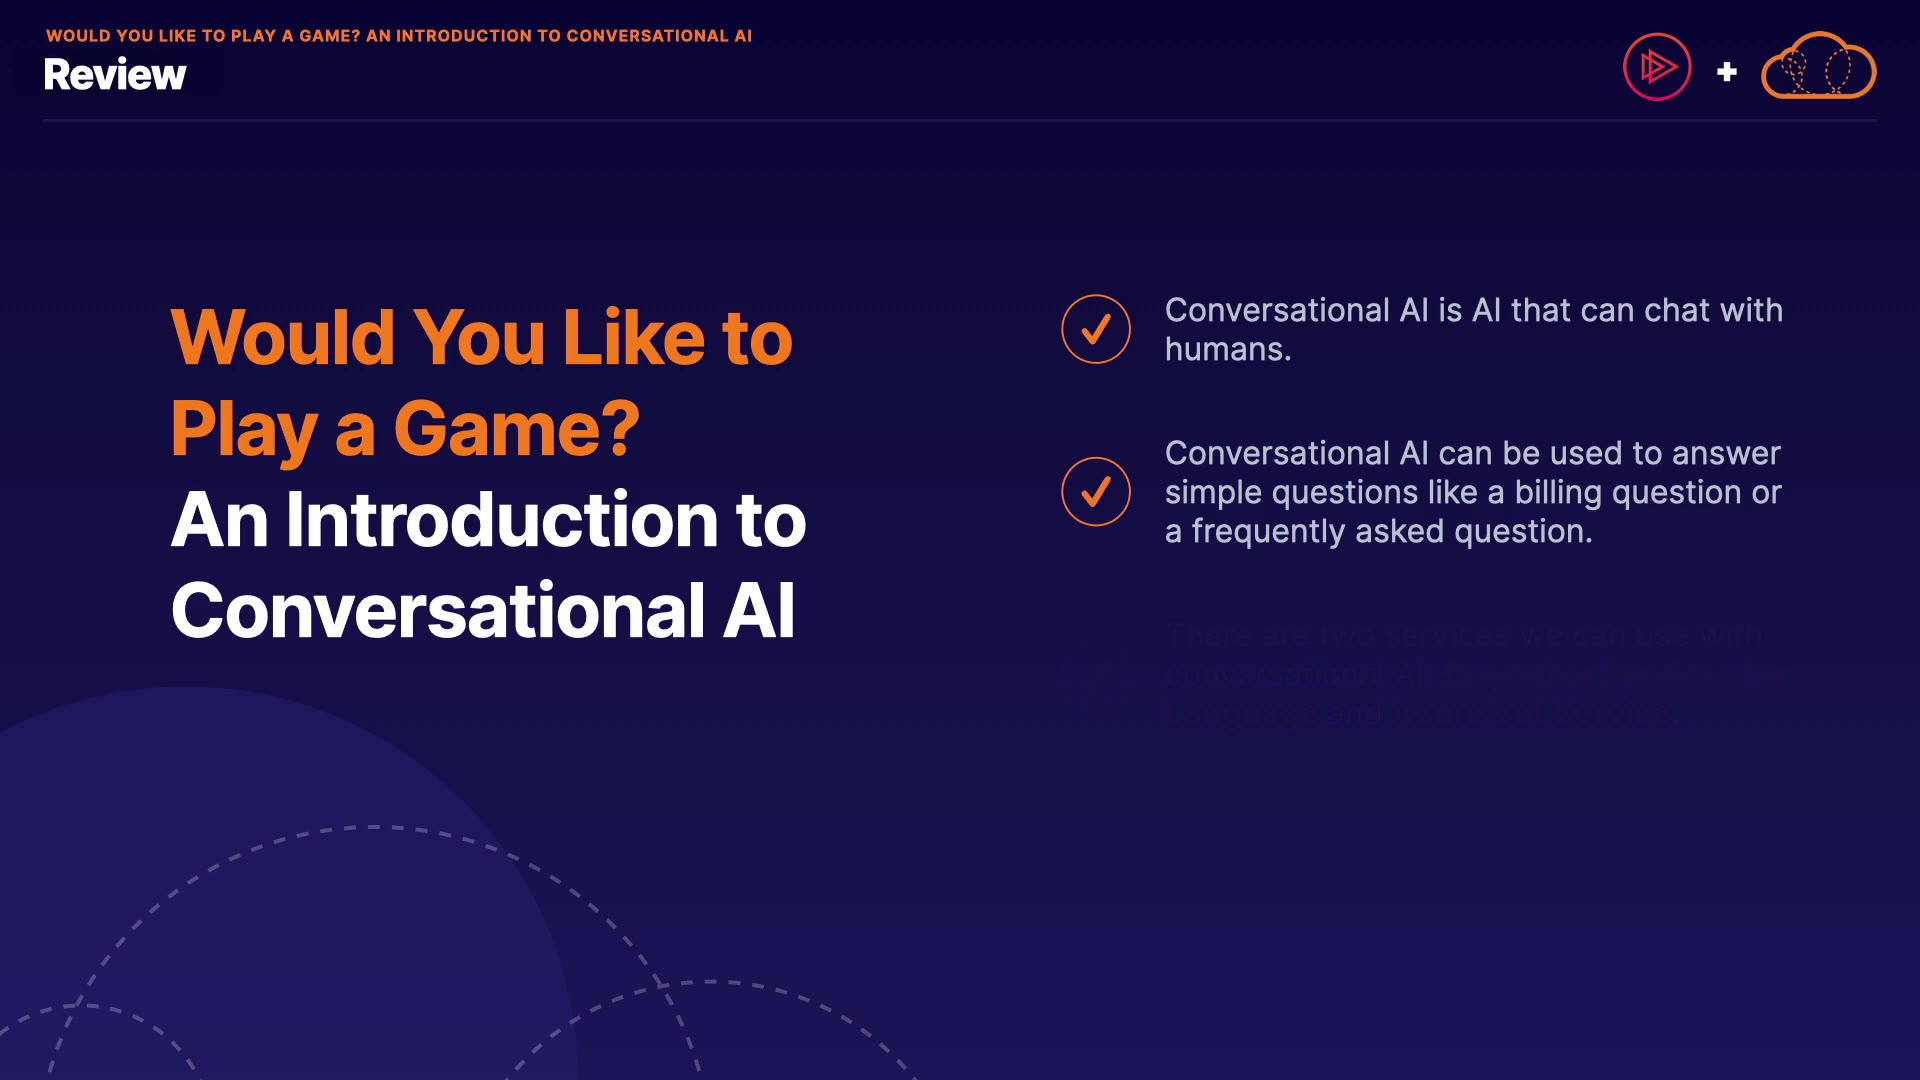 WOULD YOU LIKE TO PLAY A GAME? AN INTRODUCTION TO CONVERSATIONAL AI
Review
Would You Like to
Play a Game?
An Introduction to
Conversational AI
Conversational AI is AI that can chat with
humans.
Conversational AI can be used to answer
simple questions like a billing question or
a frequently asked question.
There are two services we can use with
conversational AI:
Language and Azure Bot Service.